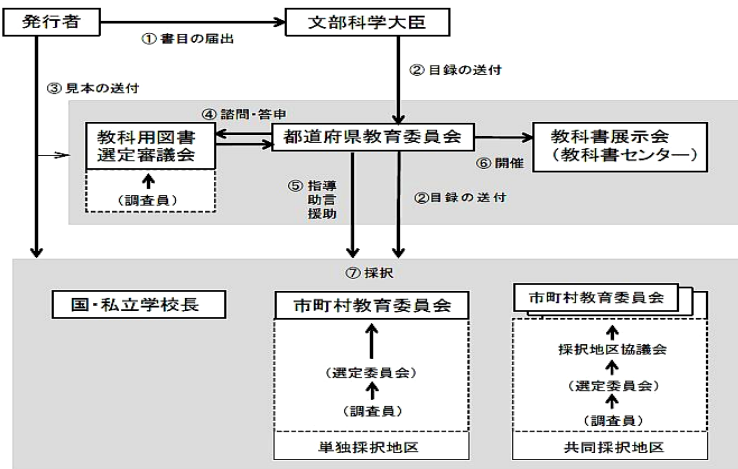 発行者
文部科学大臣
①書目の届出
②目録の送付
③見本の送付
④諮問・答申
教科用図書
選定審議会
都道府県教育委員会
教科書展示会
（教科書センター）
⑥開催
（調査員）
⑤指導
助言
援助
②目録の送付
⑦採択
国・私立学校長
市町村教育委員会
市町村教育委員会
採択地区協議会
（選定委員会）
（選定委員会）
（調査員）
（調査員）
単独採択地区
共同採択地区